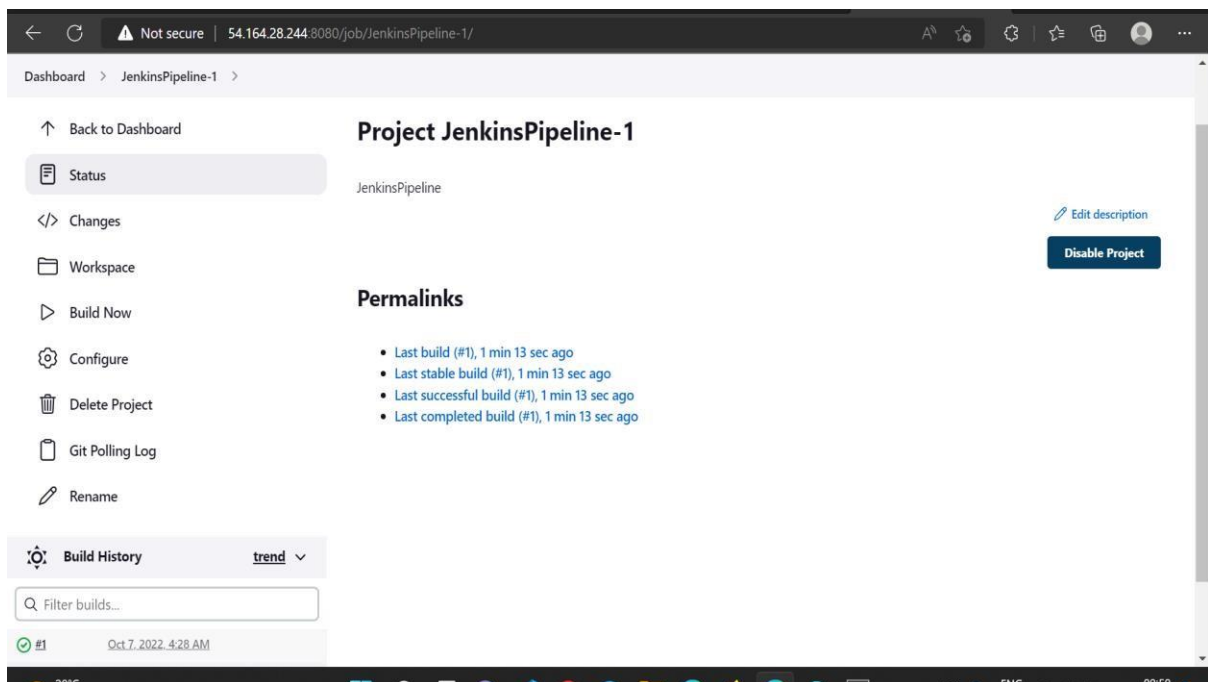 Not secure | 54.164.28.244:8080/job/JenkinsPipeline-1/
Dashboard > JenkinsPipeline-1 >
Back to Dashboard
Status
Changes
Workspace
Build Now
Configure
Delete Project
Git Polling Log
Rename
Build History trend
Filter builds...
#1 Oct 7, 2022, 4:28 AM
Project JenkinsPipeline-1
JenkinsPipeline
Edit description
Disable Project
Permalinks
Last build (#1), 1 min 13 sec ago
Last stable build (#1), 1 min 13 sec ago
Last successful build (#1), 1 min 13 sec ago
Last completed build (#1), 1 min 13 sec ago